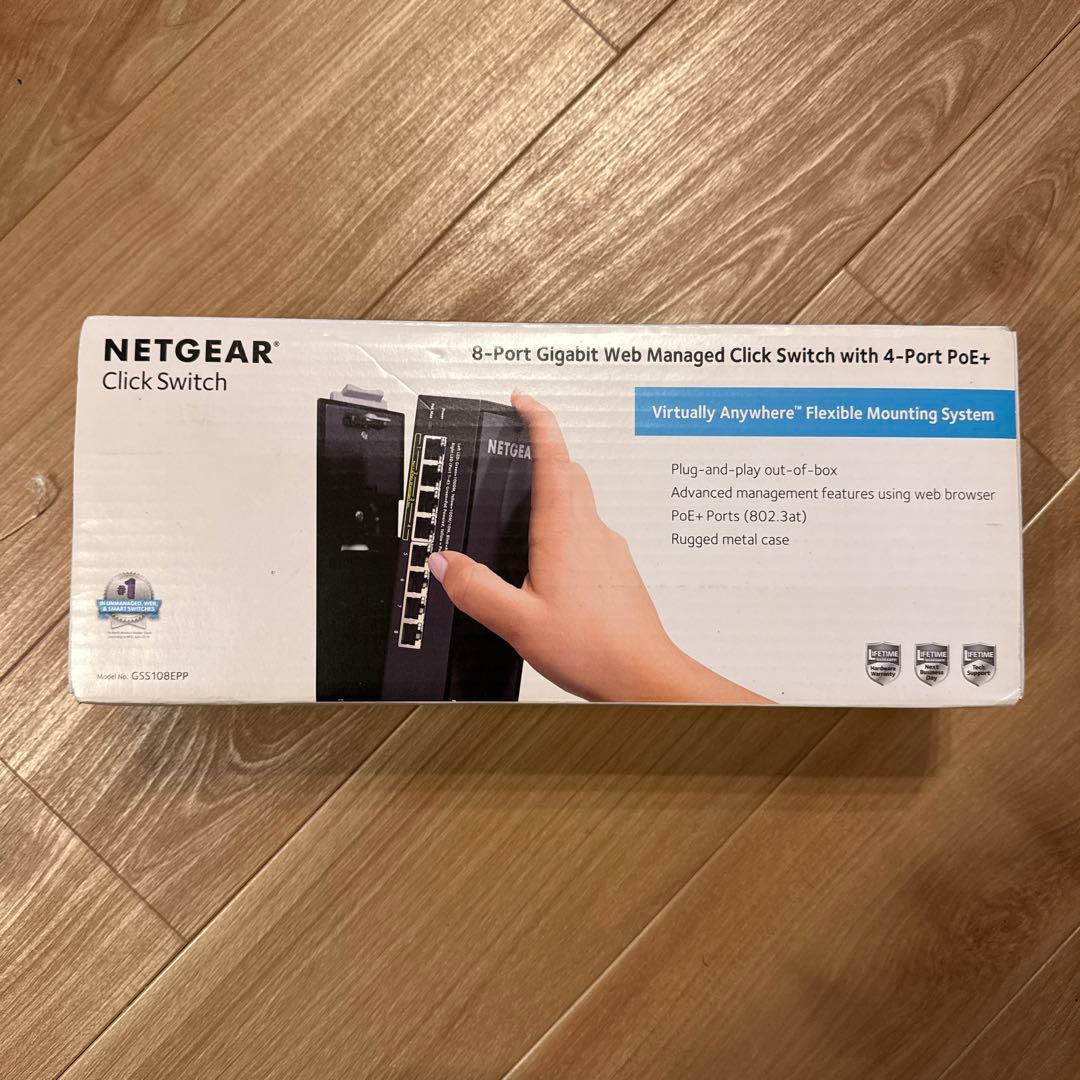 NETGEAR®
Click Switch
8-Port Gigabit Web Managed Click Switch with 4-Port PoE+
Virtually Anywhere™ Flexible Mounting System
Plug-and-play out-of-box
Advanced management features using web browser
PoE+ Ports (802.3at)
Rugged metal case
NETGEA
#1
IN UNMANAGED, WEB,
& SMART SWITCHES
Model No. GSS108EPP
LIFETIME
WARRANTY
Hardware
Warranty
LIFETIME
WARRANTY
Next
Business
Day
LIFETIME
Tech
Support